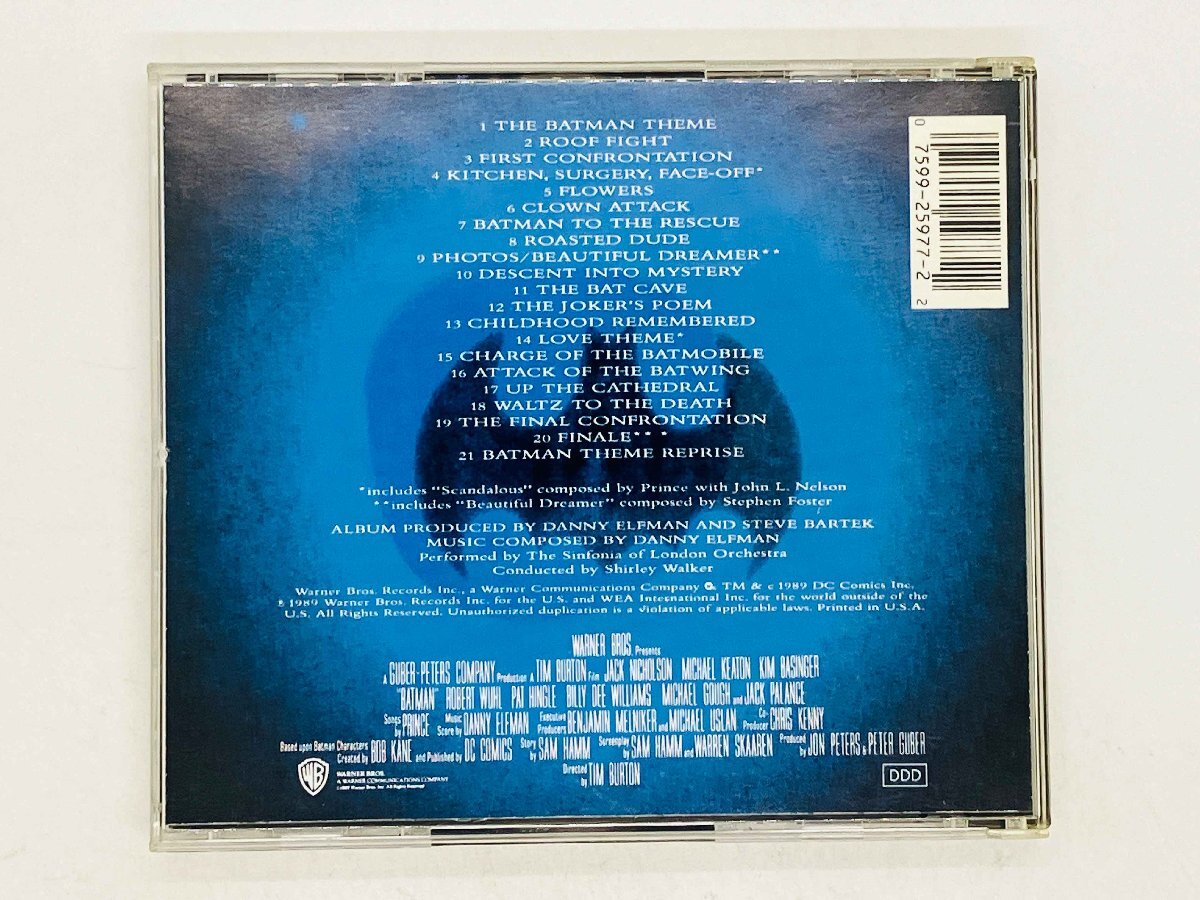 1 THE BATMAN THEME
2 ROOF FIGHT
3 FIRST CONFRONTATION
4 KITCHEN, SURGERY, FACE-OFF*
5 FLOWERS
6 CLOWN ATTACK
7 BATMAN TO THE RESCUE
8 ROASTED DUDE
9 PHOTOS/BEAUTIFUL DREAMER**
10 DESCENT INTO MYSTERY
11 THE BAT CAVE
12 THE JOKER'S POEM
13 CHILDHOOD REMEMBERED
14 LOVE THEME*
15 CHARGE OF THE BATMOBILE
16 ATTACK OF THE BATWING
17 UP THE CATHEDRAL
18 WALTZ TO THE DEATH
19 THE FINAL CONFRONTATION
20 FINALE** *
21 BATMAN THEME REPRISE
*includes "Scandalous" composed by Prince with John L. Nelson
**includes "Beautiful Dreamer" composed by Stephen Foster
ALBUM PRODUCED BY DANNY ELFMAN AND STEVE BARTEK
MUSIC COMPOSED BY DANNY ELFMAN
Performed by The Sinfonia of London Orchestra
Conducted by Shirley Walker
Warner Bros. Records Inc., a Warner Communications Company TM & c 1989 DC Comics Inc.
℗ 1989 Warner Bros. Records Inc. for the U.S. and WEA International Inc. for the world outside of the
U.S. All Rights Reserved. Unauthorized duplication is a violation of applicable laws. Printed in U.S.A.
WARNER BROS. Presents
A GUBER-PETERS COMPANY Production A TIM BURTON Film JACK NICHOLSON MICHAEL KEATON KIM BASINGER
"BATMAN" ROBERT WUHL PAT HINGLE BILLY DEE WILLIAMS MICHAEL GOUGH and JACK PALANCE
Songs by PRINCE Music Score by DANNY ELFMAN Executive Producers BENJAMIN MELNIKER and MICHAEL USLAN Co-Producer CHRIS KENNY
Based upon Batman Characters Created by BOB KANE and Published by DC COMICS Story by SAM HAMM Screenplay by SAM HAMM and WARREN SKAAREN Produced by JON PETERS & PETER GUBER
Directed by TIM BURTON
WB
WARNER BROS.
A WARNER COMMUNICATIONS COMPANY
©1989 Warner Bros. Inc. All Rights Reserved
DDD
0 7599-25977-2 2